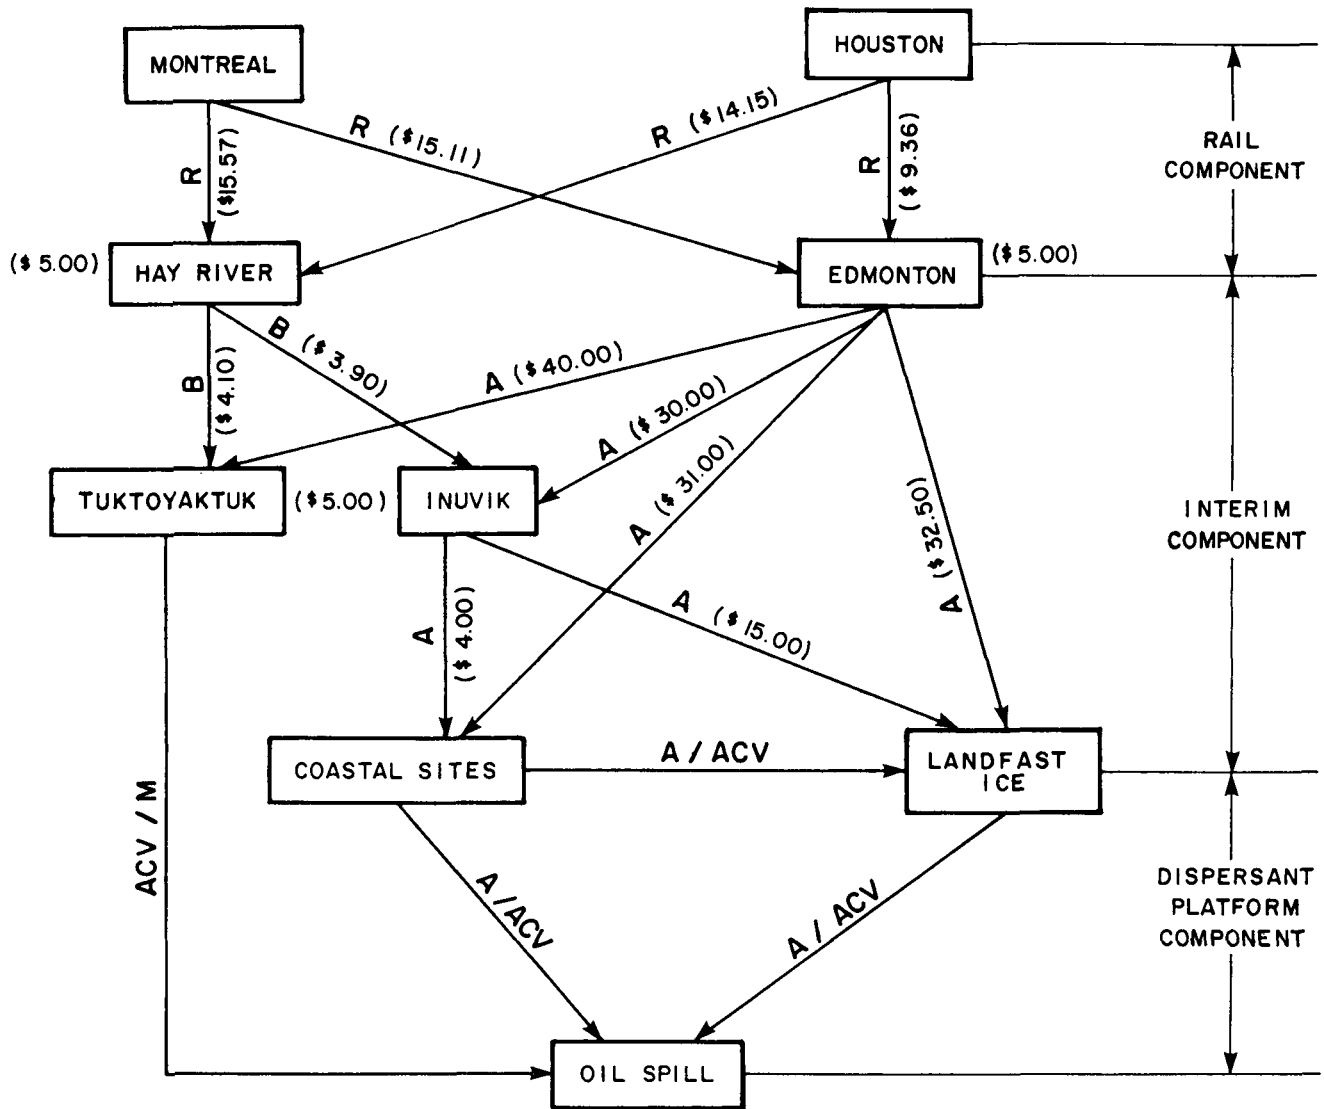 MONTREAL
HOUSTON
R ($15.57)
R ($15.11)
R ($14.15)
R ($ 9.36)
RAIL
COMPONENT
($ 5.00)
HAY RIVER
EDMONTON
($5.00)
B ($ 4.10)
B ($ 3.90)
A ($40.00)
A ($ 30.00)
A ($ 31.00)
A ($ 32.50)
TUKTOYAKTUK
($5.00)
INUVIK
INTERIM
COMPONENT
A ($ 4.00)
A ($ 15.00)
COASTAL SITES
A / ACV
LANDFAST
ICE
ACV / M
A / ACV
A / ACV
DISPERSANT
PLATFORM
COMPONENT
OIL SPILL